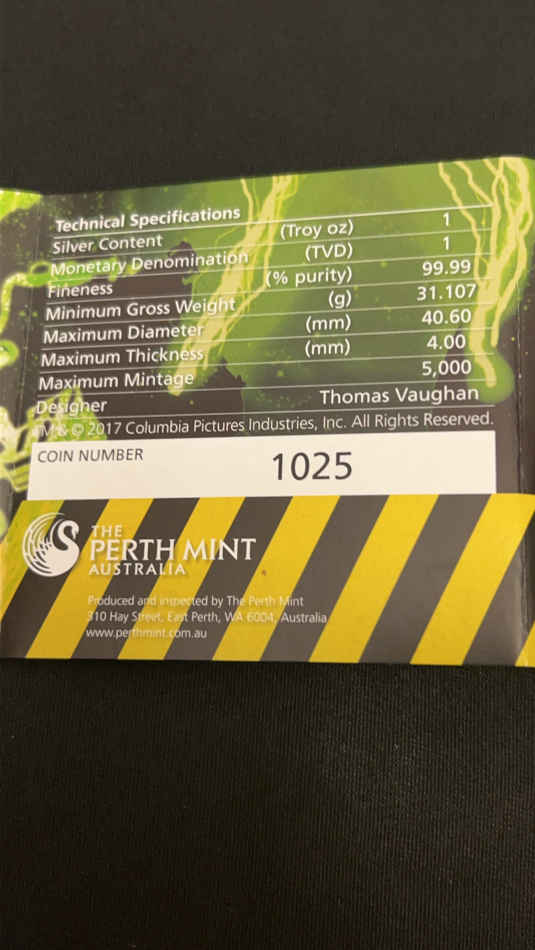 Technical Specifications
Silver Content (Troy oz) 1
Monetary Denomination (TVD) 1
Fineness (% purity) 99.99
Minimum Gross Weight (g) 31.107
Maximum Diameter (mm) 40.60
Maximum Thickness (mm) 4.00
Maximum Mintage 5,000
Designer Thomas Vaughan
TM & © 2017 Columbia Pictures Industries, Inc. All Rights Reserved.
COIN NUMBER 1025
THE
PERTH MINT
AUSTRALIA
Produced and inspected by The Perth Mint
310 Hay Street, East Perth, WA 6004, Australia
www.perthmint.com.au